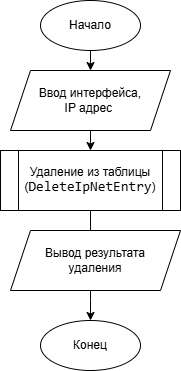 Начало
Ввод интерфейса,
IP адрес
Удаление из таблицы
(DeleteIpNetEntry)
Вывод результата
удаления
Конец